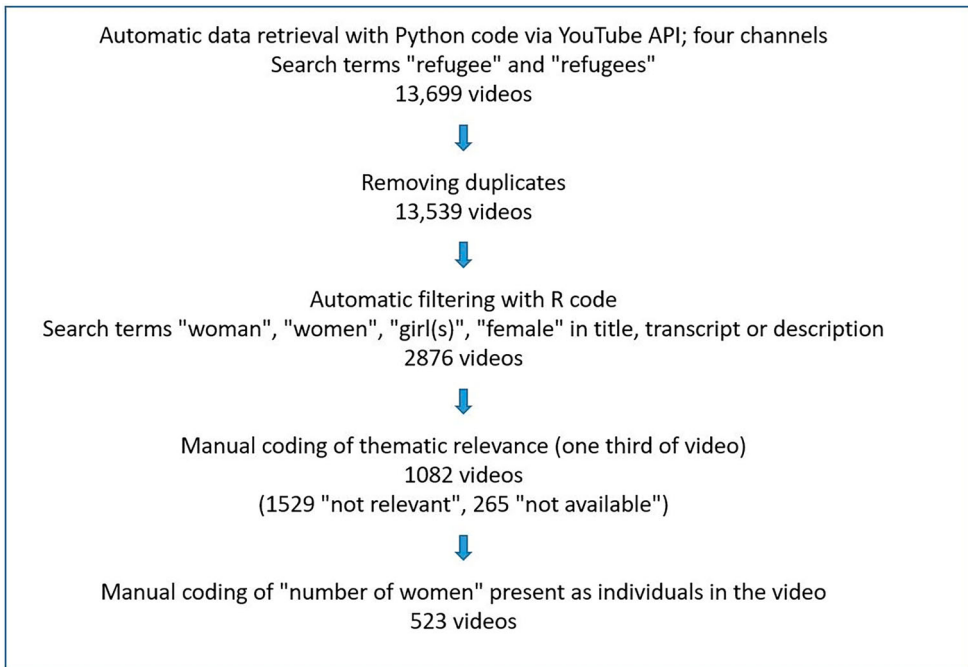 Automatic data retrieval with Python code via YouTube API; four channels
Search terms "refugee" and "refugees"
13,699 videos
Removing duplicates
13,539 videos
Automatic filtering with R code
Search terms "woman", "women", "girl(s)", "female" in title, transcript or description
2876 videos
Manual coding of thematic relevance (one third of video)
1082 videos
(1529 "not relevant", 265 "not available")
Manual coding of "number of women" present as individuals in the video
523 videos